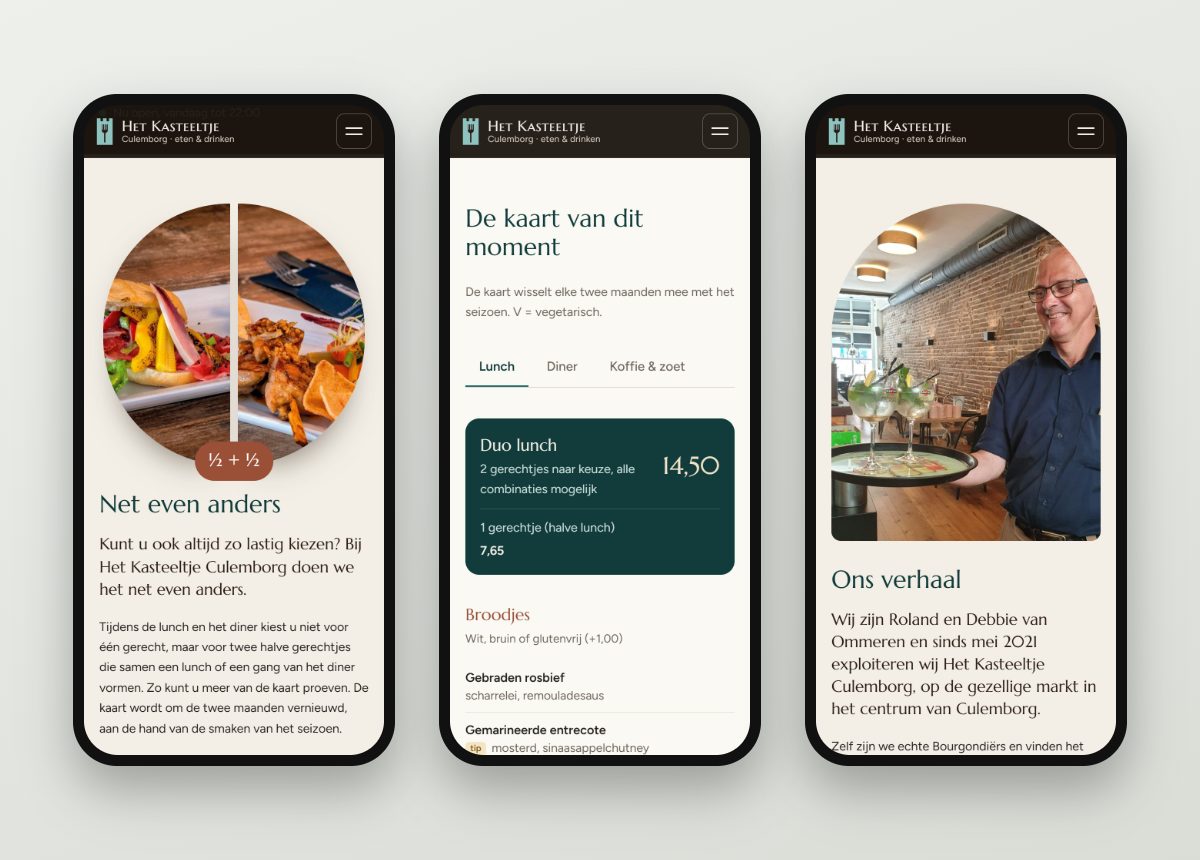 Nu open, vandaag tot 22:00
Het Kasteeltje
Culemborg · eten & drinken
½ + ½
Net even anders
Kunt u ook altijd zo lastig kiezen? Bij
Het Kasteeltje Culemborg doen we
het net even anders.
Tijdens de lunch en het diner kiest u niet voor
één gerecht, maar voor twee halve gerechtjes
die samen een lunch of een gang van het diner
vormen. Zo kunt u meer van de kaart proeven. De
kaart wordt om de twee maanden vernieuwd,
aan de hand van de smaken van het seizoen.
Het Kasteeltje
Culemborg · eten & drinken
De kaart van dit
moment
De kaart wisselt elke twee maanden mee met het
seizoen. V = vegetarisch.
Lunch Diner Koffie & zoet
Duo lunch
2 gerechtjes naar keuze, alle
combinaties mogelijk
14,50
1 gerechtje (halve lunch)
7,65
Broodjes
Wit, bruin of glutenvrij (+1,00)
Gebraden rosbief
scharrelei, remouladesaus
Gemarineerde entrecote
tip mosterd, sinaasappelchutney
Het Kasteeltje
Culemborg · eten & drinken
Ons verhaal
Wij zijn Roland en Debbie van
Ommeren en sinds mei 2021
exploiteren wij Het Kasteeltje
Culemborg, op de gezellige markt in
het centrum van Culemborg.
Zelf zijn we echte Bourgondiërs en vinden het